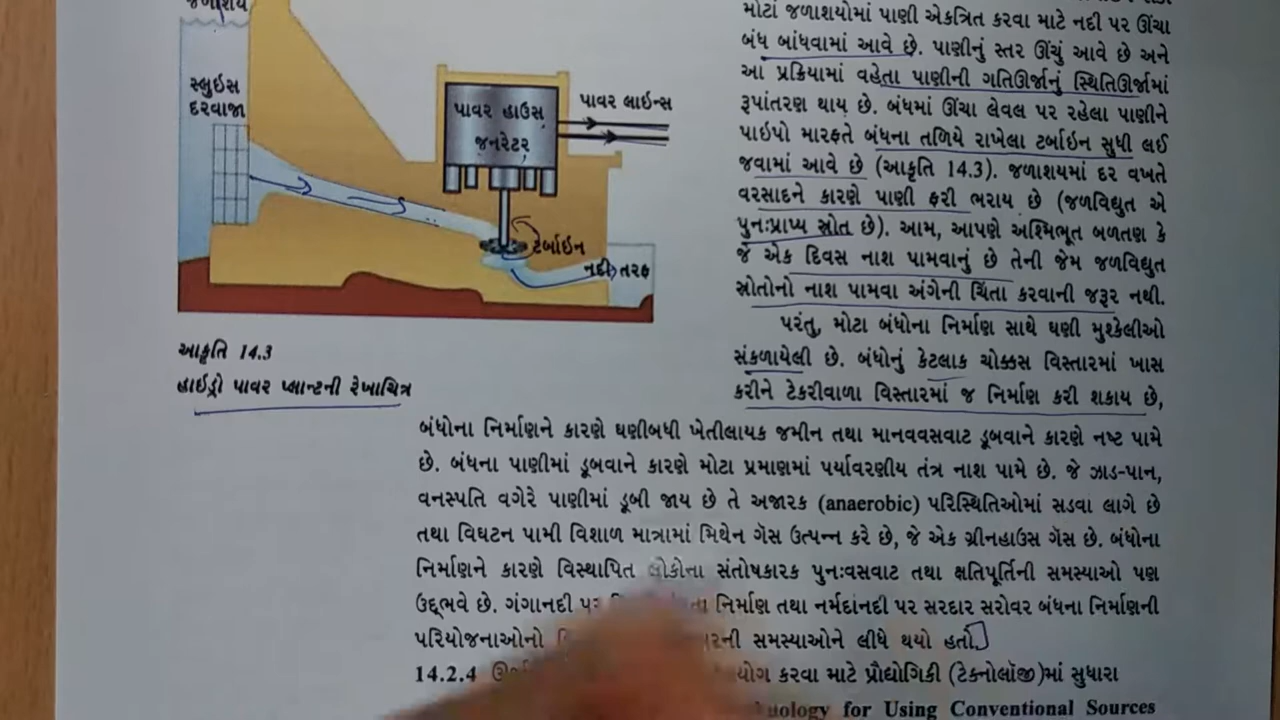 જળાશય
સ્લુઇસ
દરવાજા
પાવર હાઉસ
જનરેટર
પાવર લાઇન્સ
ટર્બાઇન
નદી તરફ
આકૃતિ 14.3
હાઇડ્રો પાવર પ્લાન્ટની રેખાચિત્ર
મોટાં જળાશયોમાં પાણી એકત્રિત કરવા માટે નદી પર ઊંચા
બંધ બાંધવામાં આવે છે. પાણીનું સ્તર ઊંચું આવે છે અને
આ પ્રક્રિયામાં વહેતા પાણીની ગતિઊર્જાનું સ્થિતિઊર્જામાં
રૂપાંતરણ થાય છે. બંધમાં ઊંચા લેવલ પર રહેલા પાણીને
પાઇપો મારફતે બંધના તળિયે રાખેલા ટર્બાઇન સુધી લઈ
જવામાં આવે છે (આકૃતિ 14.3). જળાશયમાં દર વખતે
વરસાદને કારણે પાણી ફરી ભરાય છે (જળવિદ્યુત એ
પુનઃપ્રાપ્ય સ્રોત છે). આમ, આપણે અશ્મિભૂત બળતણ કે
જે એક દિવસ નાશ પામવાનું છે તેની જેમ જળવિદ્યુત
સ્રોતોનો નાશ પામવા અંગેની ચિંતા કરવાની જરૂર નથી.
પરંતુ, મોટા બંધોના નિર્માણ સાથે ઘણી મુશ્કેલીઓ
સંકળાયેલી છે. બંધોનું કેટલાક ચોક્કસ વિસ્તારમાં ખાસ
કરીને ટેકરીવાળા વિસ્તારમાં જ નિર્માણ કરી શકાય છે,
બંધોના નિર્માણને કારણે ઘણીબધી ખેતીલાયક જમીન તથા માનવવસવાટ ડૂબવાને કારણે નષ્ટ પામે
છે. બંધના પાણીમાં ડૂબવાને કારણે મોટા પ્રમાણમાં પર્યાવરણીય તંત્ર નાશ પામે છે. જે ઝાડ-પાન,
વનસ્પતિ વગેરે પાણીમાં ડૂબી જાય છે તે અજારક (anaerobic) પરિસ્થિતિઓમાં સડવા લાગે છે
તથા વિઘટન પામી વિશાળ માત્રામાં મિથેન ગૅસ ઉત્પન્ન કરે છે, જે એક ગ્રીનહાઉસ ગૅસ છે. બંધોના
નિર્માણને કારણે વિસ્થાપિત લોકોના સંતોષકારક પુનઃવસવાટ તથા ક્ષતિપૂર્તિની સમસ્યાઓ પણ
ઉદ્ભવે છે. ગંગાનદી પર નિર્માણ તથા નર્મદાનદી પર સરદાર સરોવર બંધના નિર્માણની
પરિયોજનાઓનો સમસ્યાઓને લીધે થયો હતો.
14.2.4 કરવા માટે પ્રૌદ્યોગિકી (ટેક્નોલૉજી)માં સુધારા
for Using Conventional Sources